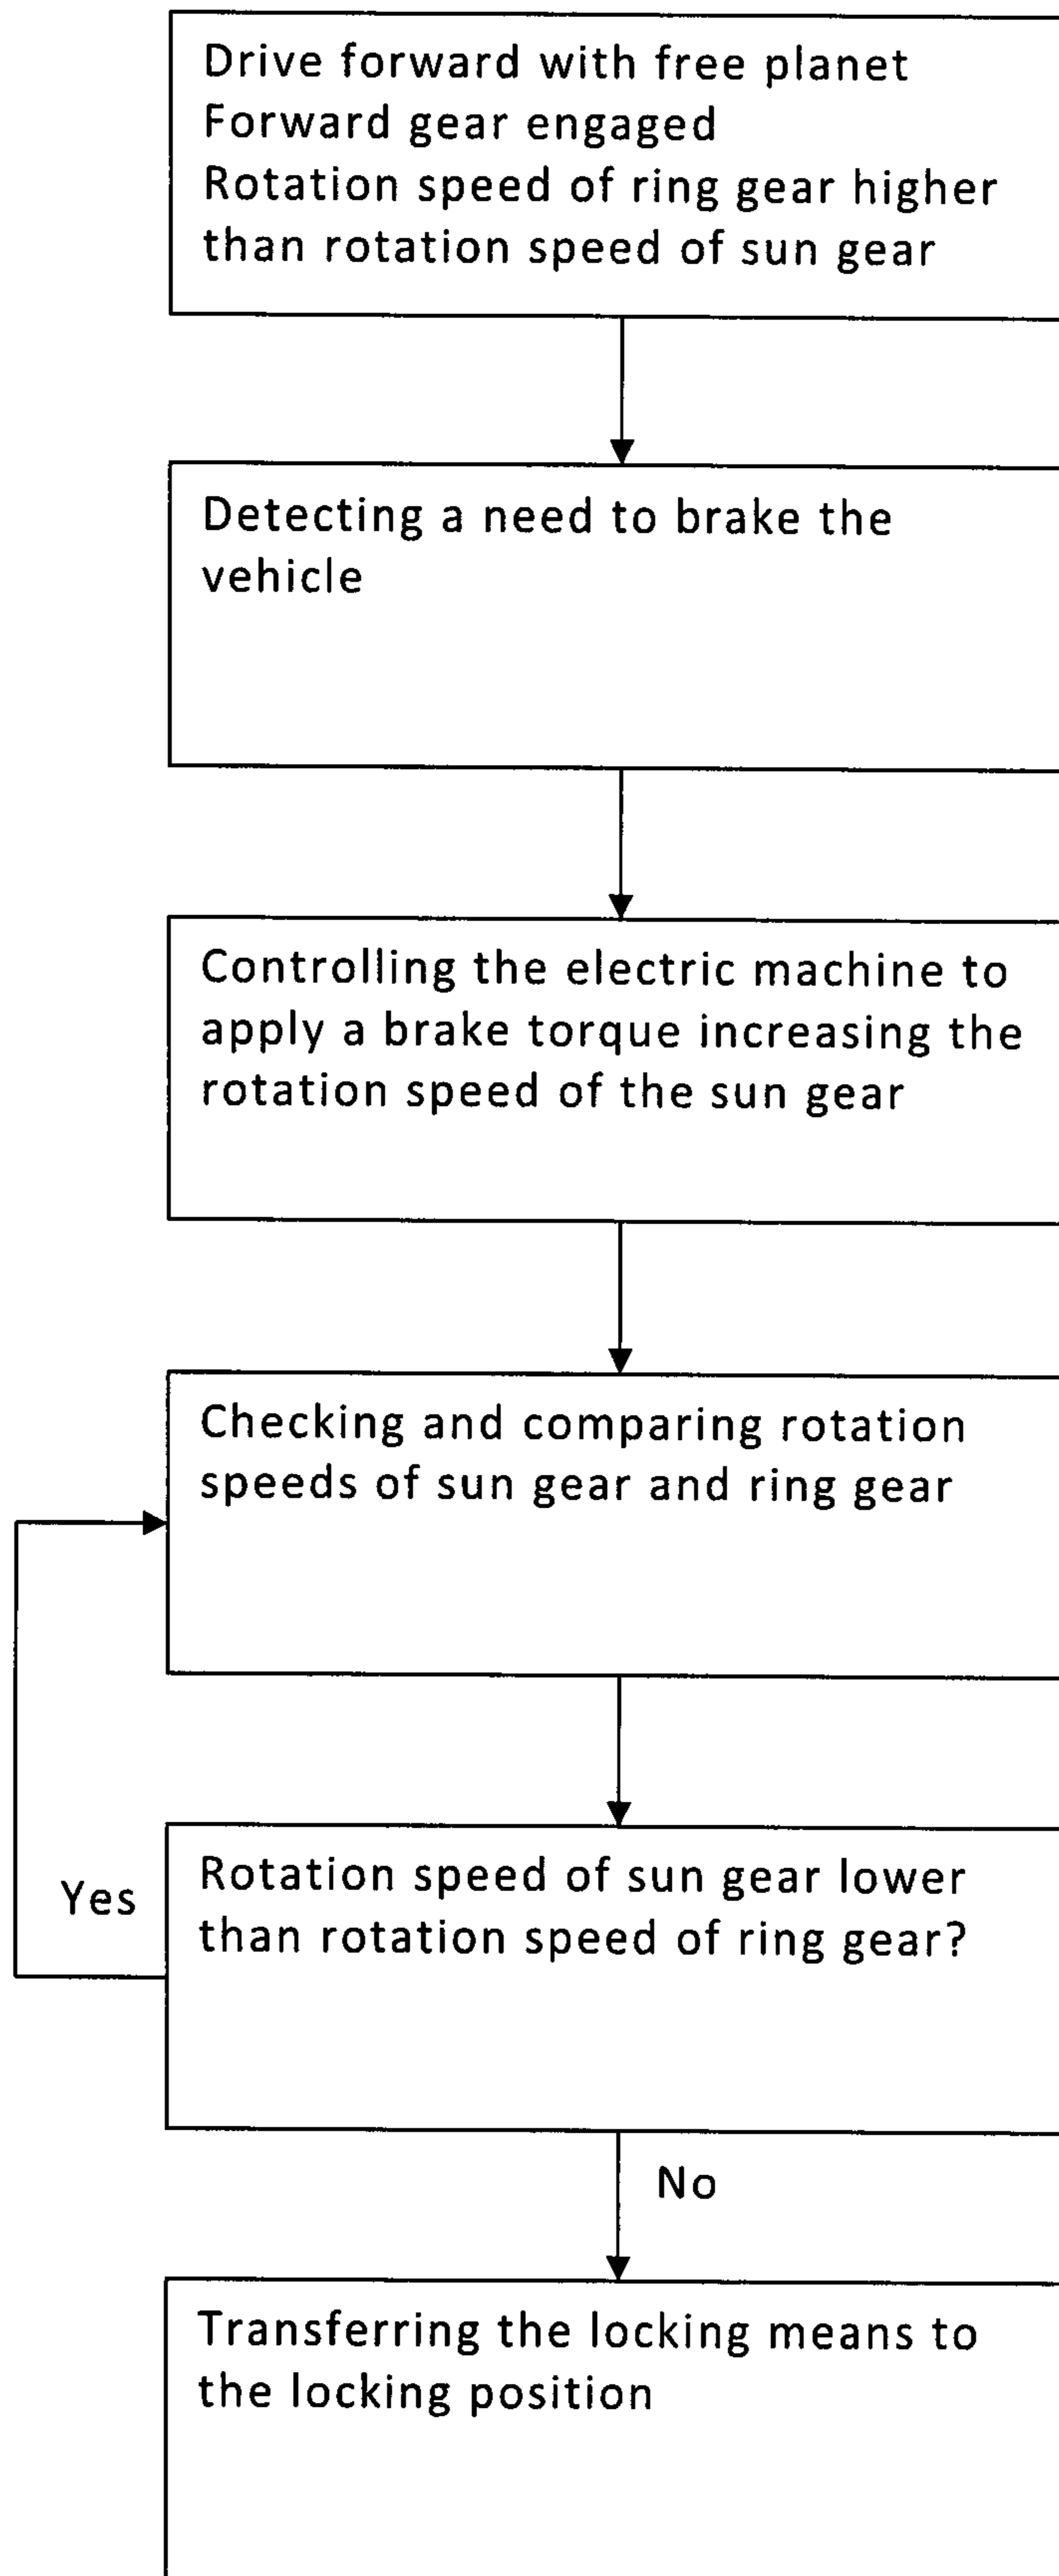 Drive forward with free planet
Forward gear engaged
Rotation speed of ring gear higher
than rotation speed of sun gear
Detecting a need to brake the
vehicle
Controlling the electric machine to
apply a brake torque increasing the
rotation speed of the sun gear
Checking and comparing rotation
speeds of sun gear and ring gear
Yes
Rotation speed of sun gear lower
than rotation speed of ring gear?
No
Transferring the locking means to
the locking position